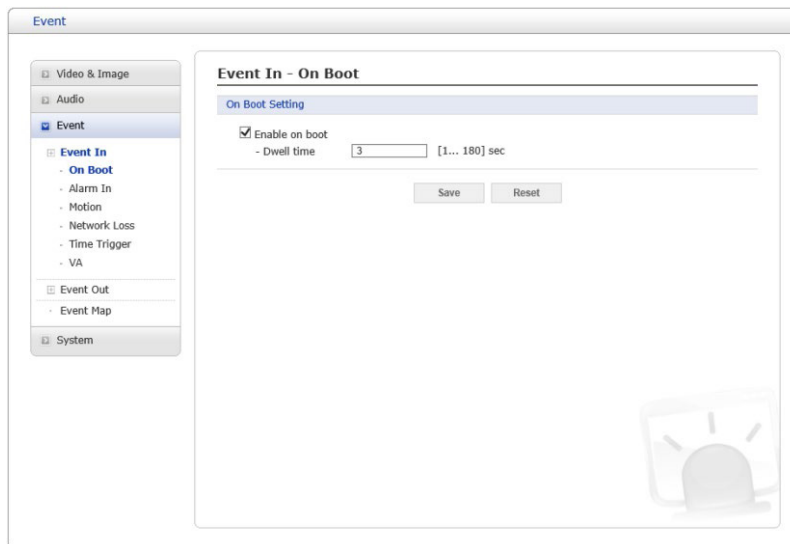 Event
Video & Image
Audio
Event
Event In
On Boot
Alarm In
Motion
Network Loss
Time Trigger
VA
Event Out
Event Map
System
Event In - On Boot
On Boot Setting
Enable on boot
- Dwell time 3 [1... 180] sec
Save Reset